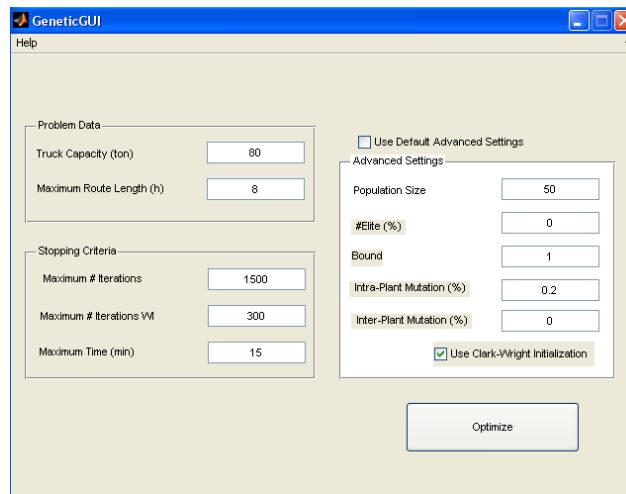 GeneticGUI
Help
Problem Data
Truck Capacity (ton)
80
Maximum Route Length (h)
8
Stopping Criteria
Maximum # Iterations
1500
Maximum # Iterations WI
300
Maximum Time (min)
15
Use Default Advanced Settings
Advanced Settings
Population Size
50
#Elite (%)
0
Bound
1
Intra-Plant Mutation (%)
0.2
Inter-Plant Mutation (%)
0
Use Clark-Wright Initialization
Optimize